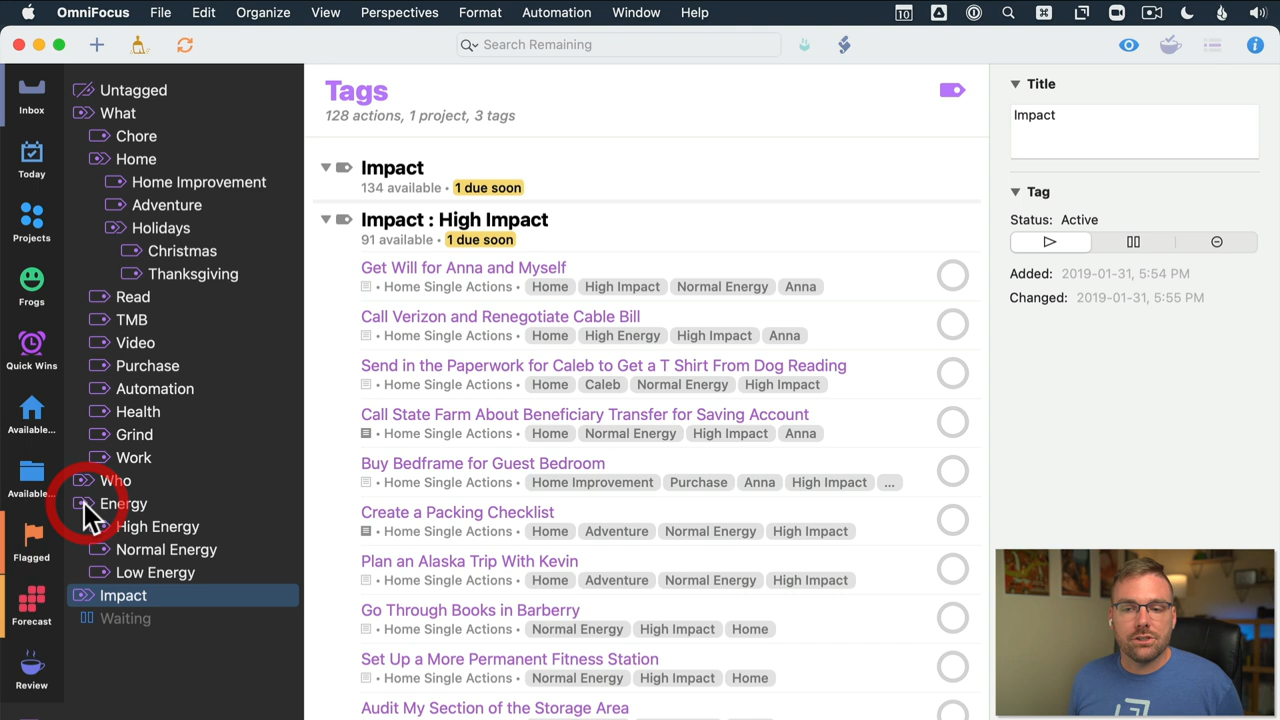 OmniFocus File Edit Organize View Perspectives Format Automation Window Help
10
Search Remaining
Inbox
Today
Projects
Frogs
Quick Wins
Available...
Available...
Flagged
Forecast
Review
Untagged
What
Chore
Home
Home Improvement
Adventure
Holidays
Christmas
Thanksgiving
Read
TMB
Video
Purchase
Automation
Health
Grind
Work
Who
Energy
High Energy
Normal Energy
Low Energy
Impact
Waiting
Tags
128 actions, 1 project, 3 tags
Impact
134 available • 1 due soon
Impact : High Impact
91 available • 1 due soon
Get Will for Anna and Myself
• Home Single Actions • Home High Impact Normal Energy Anna
Call Verizon and Renegotiate Cable Bill
• Home Single Actions • Home High Energy High Impact Anna
Send in the Paperwork for Caleb to Get a T Shirt From Dog Reading
• Home Single Actions • Home Caleb Normal Energy High Impact
Call State Farm About Beneficiary Transfer for Saving Account
• Home Single Actions • Home Normal Energy High Impact Anna
Buy Bedframe for Guest Bedroom
• Home Single Actions • Home Improvement Purchase Anna High Impact ...
Create a Packing Checklist
• Home Single Actions • Home Adventure Normal Energy High Impact
Plan an Alaska Trip With Kevin
• Home Single Actions • Home Adventure Normal Energy High Impact
Go Through Books in Barberry
• Home Single Actions • Normal Energy High Impact Home
Set Up a More Permanent Fitness Station
• Home Single Actions • Normal Energy High Impact Home
Audit My Section of the Storage Area
Title
Impact
Tag
Status: Active
Added: 2019-01-31, 5:54 PM
Changed: 2019-01-31, 5:55 PM